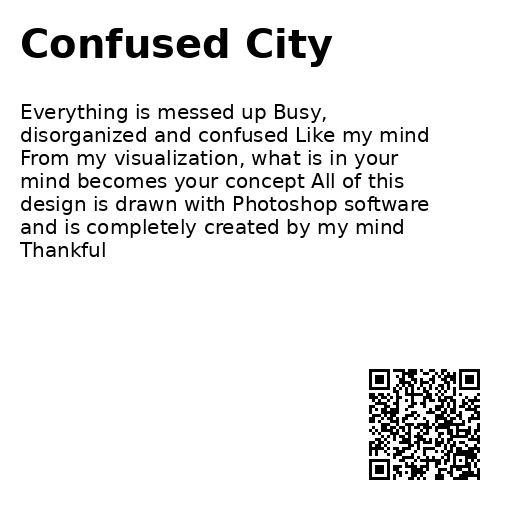 Confused City
Everything is messed up Busy,
disorganized and confused Like my mind
From my visualization, what is in your
mind becomes your concept All of this
design is drawn with Photoshop software
and is completely created by my mind
Thankful